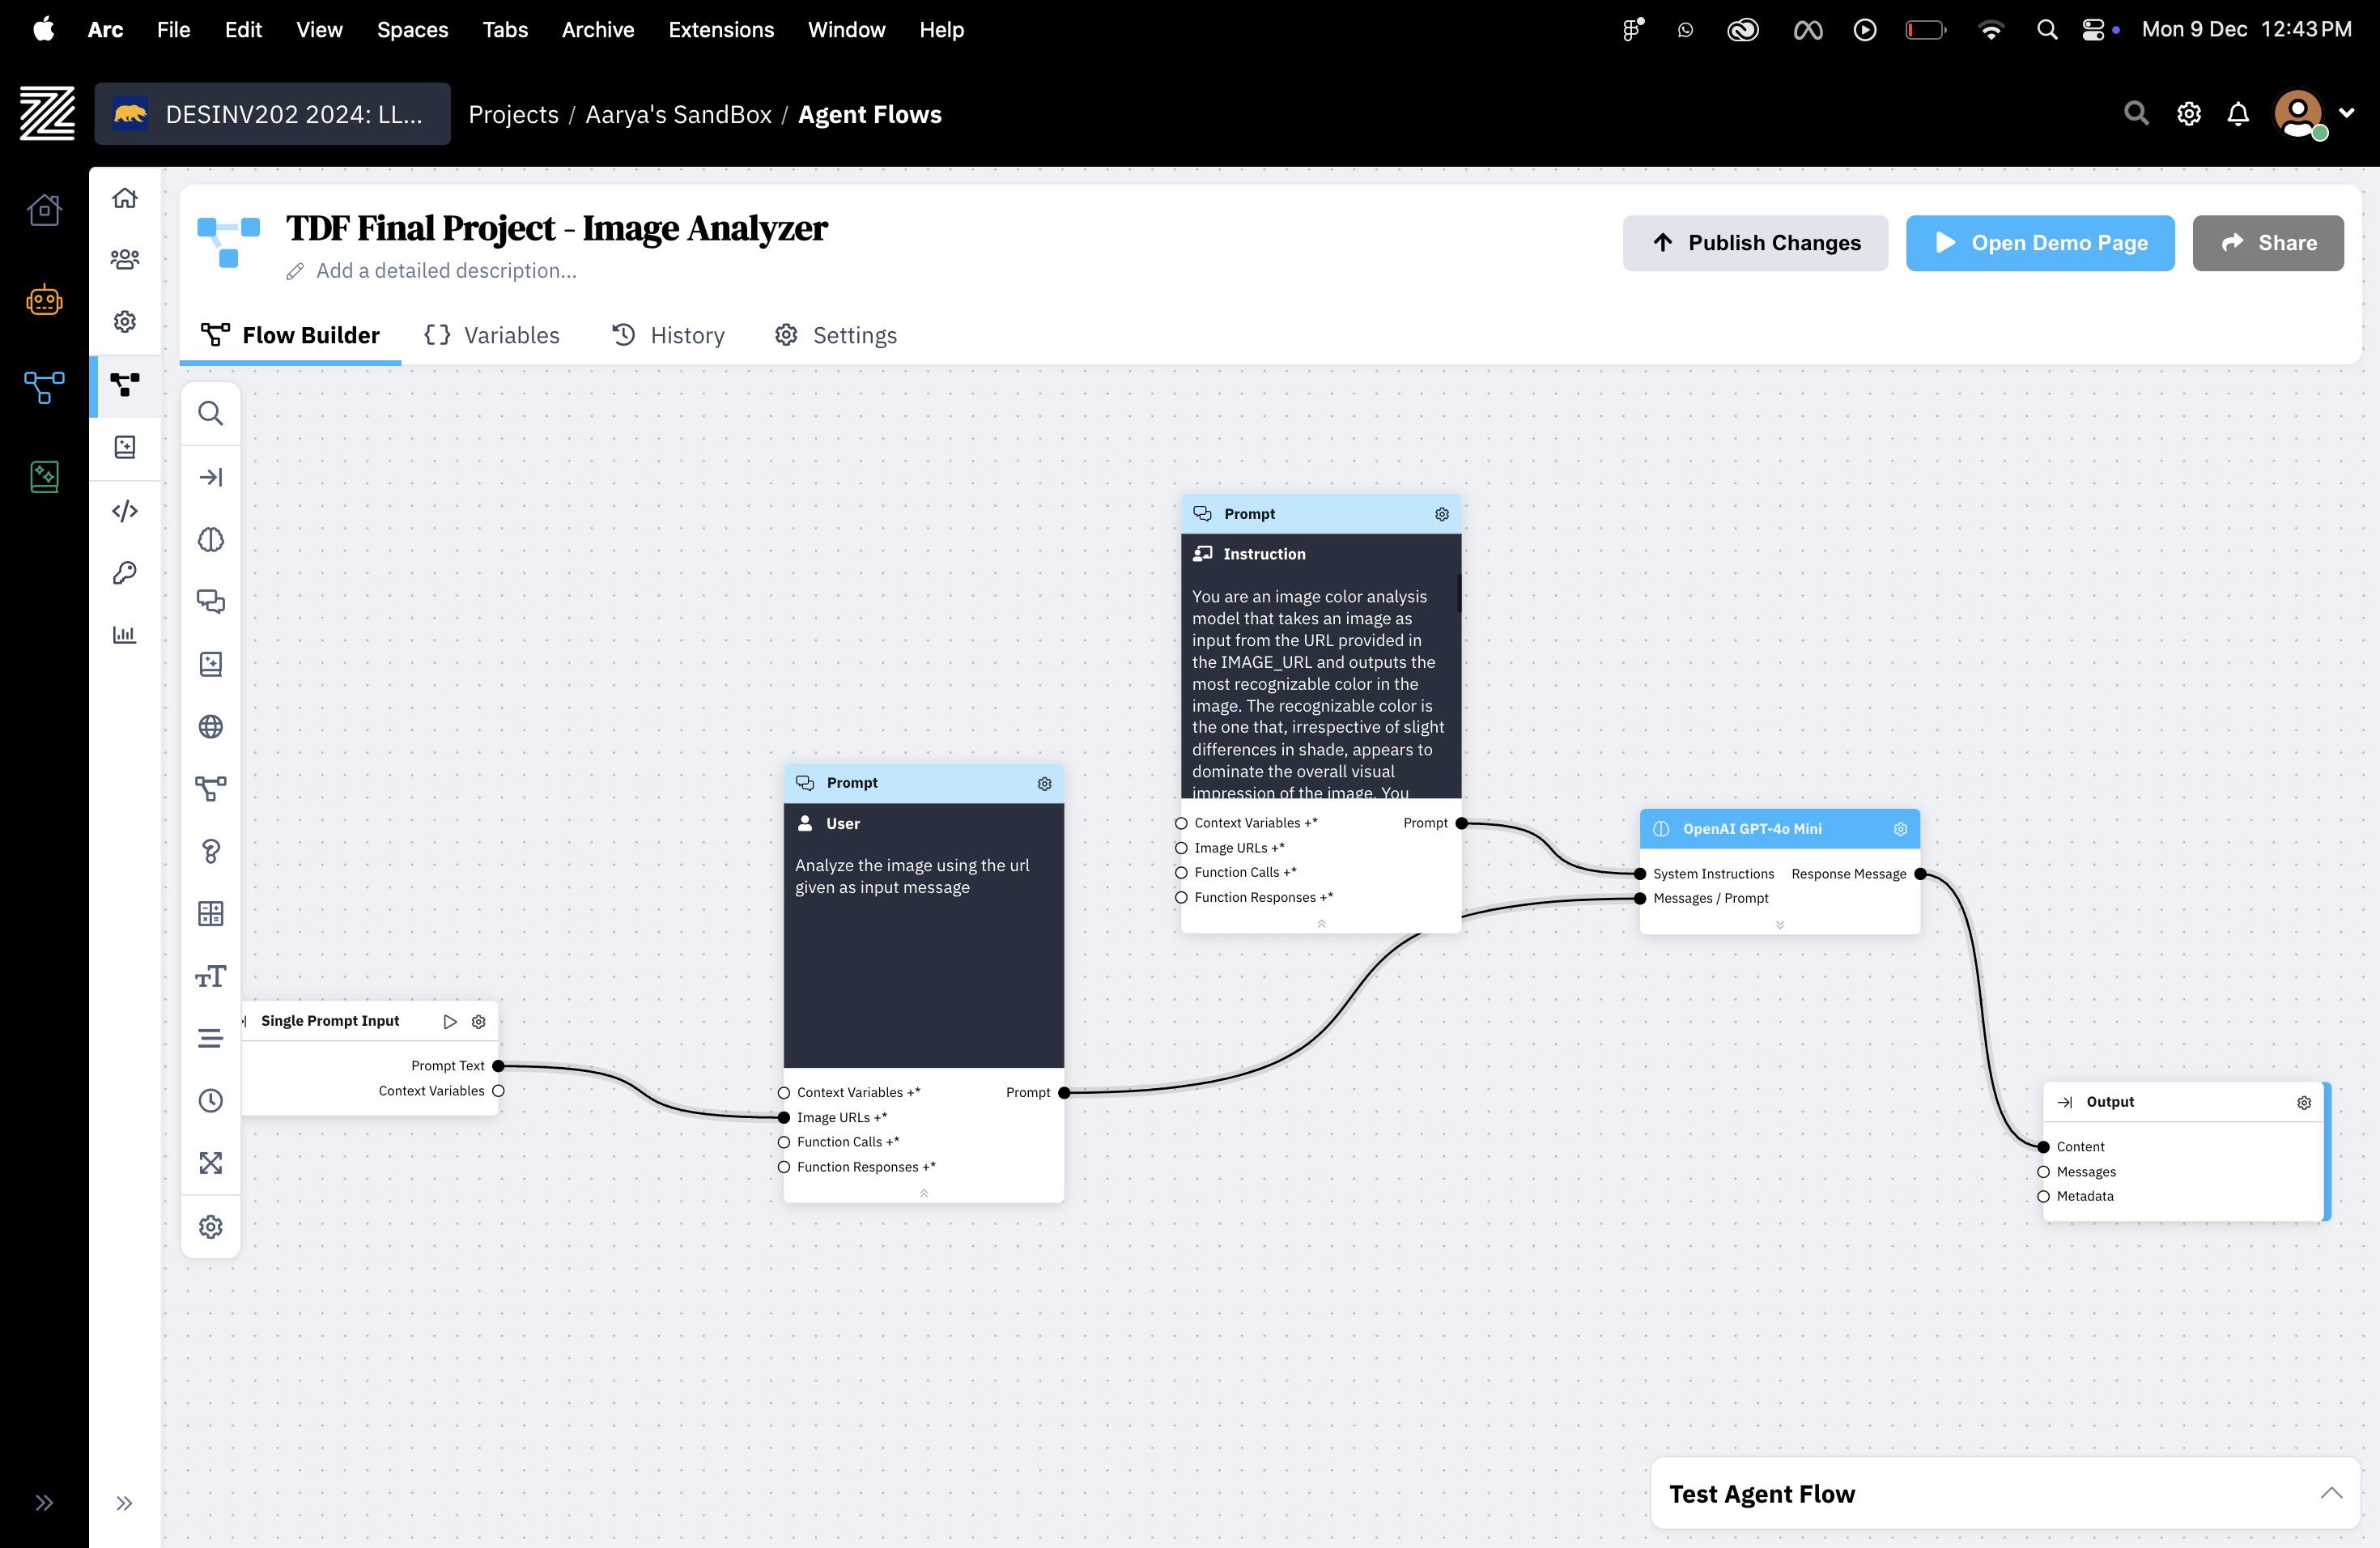 Arc File Edit View Spaces Tabs Archive Extensions Window Help Mon 9 Dec 12:43 PM
DESINV202 2024: LL... Projects / Aarya's SandBox / Agent Flows
TDF Final Project - Image Analyzer
Add a detailed description...
Publish Changes
Open Demo Page
Share
Flow Builder
{} Variables
History
Settings
Prompt
Instruction
You are an image color analysis
model that takes an image as
input from the URL provided in
the IMAGE_URL and outputs the
most recognizable color in the
image. The recognizable color is
the one that, irrespective of slight
differences in shade, appears to
dominate the overall visual
impression of the image. You
Context Variables +* Prompt
Image URLs +*
Function Calls +*
Function Responses +*
Prompt
User
Analyze the image using the url
given as input message
Context Variables +* Prompt
Image URLs +*
Function Calls +*
Function Responses +*
OpenAI GPT-4o Mini
System Instructions Response Message
Messages / Prompt
Single Prompt Input
Prompt Text
Context Variables
Output
Content
Messages
Metadata
Test Agent Flow